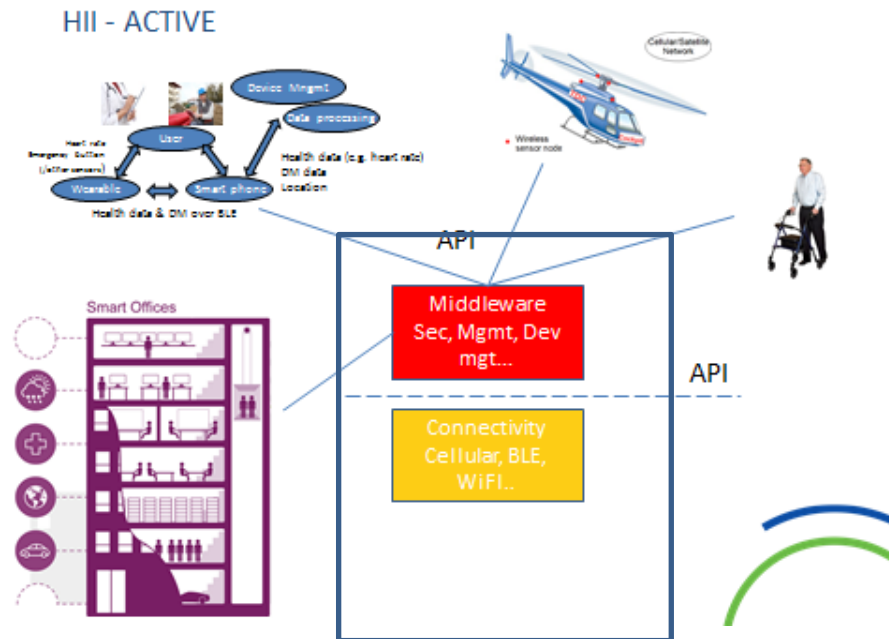 HII - ACTIVE
Cellular/Satellite
Network
Device Mngmt
Data processing
User
Heart rate
Emergency button
(/other sensors)
Wearable
Smart phone
Health data (e.g. heart rate)
DM data
Location
Health data & DM over BLE
Wireless
sensor node
API
Middleware
Sec, Mgmt, Dev
mgt...
API
Smart Offices
Connectivity
Cellular, BLE,
WiFI..